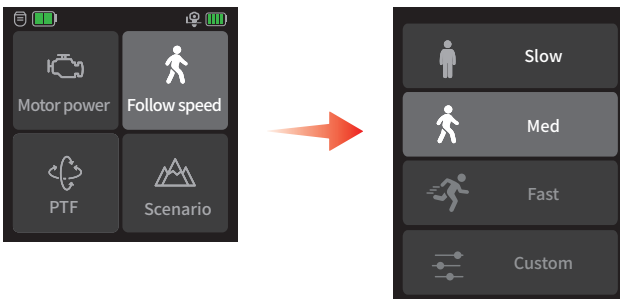 Motor power
Follow speed
PTF
Scenario
Slow
Med
Fast
Custom